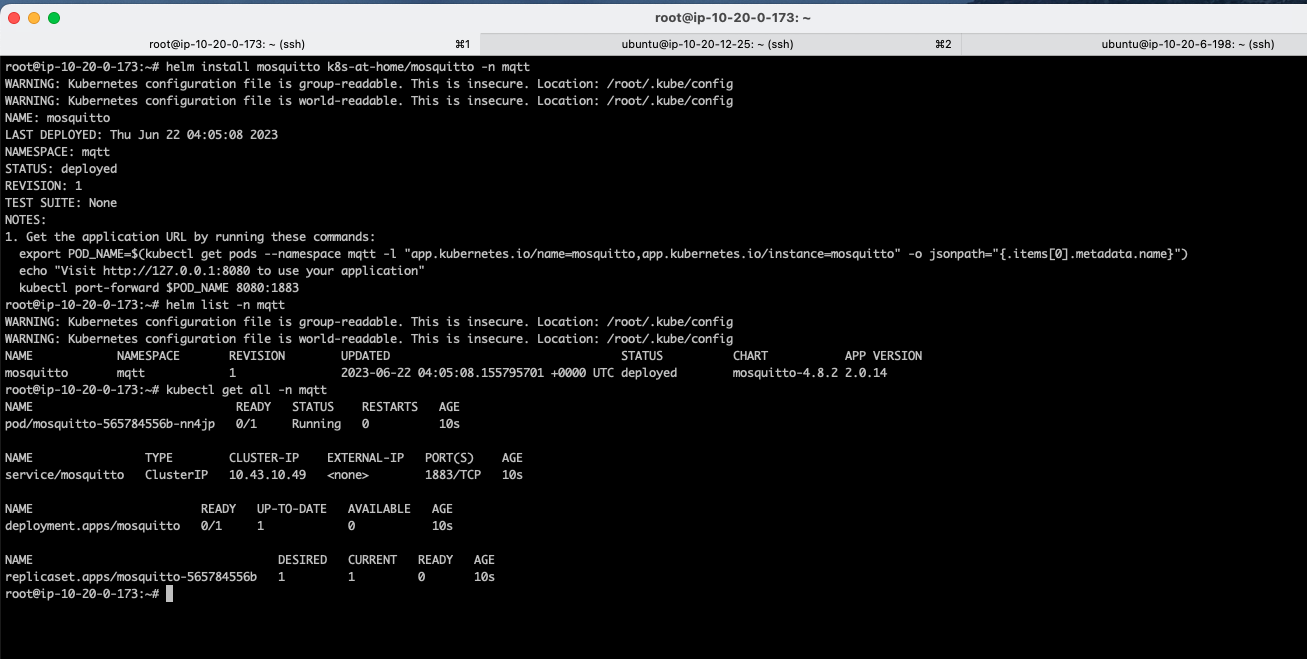 root@ip-10-20-0-173: ~
root@ip-10-20-0-173: ~ (ssh) ⌘1 ubuntu@ip-10-20-12-25: ~ (ssh) ⌘2 ubuntu@ip-10-20-6-198: ~ (ssh)
root@ip-10-20-0-173:~# helm install mosquitto k8s-at-home/mosquitto -n mqtt
WARNING: Kubernetes configuration file is group-readable. This is insecure. Location: /root/.kube/config
WARNING: Kubernetes configuration file is world-readable. This is insecure. Location: /root/.kube/config
NAME: mosquitto
LAST DEPLOYED: Thu Jun 22 04:05:08 2023
NAMESPACE: mqtt
STATUS: deployed
REVISION: 1
TEST SUITE: None
NOTES:
1. Get the application URL by running these commands:
  export POD_NAME=$(kubectl get pods --namespace mqtt -l "app.kubernetes.io/name=mosquitto,app.kubernetes.io/instance=mosquitto" -o jsonpath="{.items[0].metadata.name}")
  echo "Visit http://127.0.0.1:8080 to use your application"
  kubectl port-forward $POD_NAME 8080:1883
root@ip-10-20-0-173:~# helm list -n mqtt
WARNING: Kubernetes configuration file is group-readable. This is insecure. Location: /root/.kube/config
WARNING: Kubernetes configuration file is world-readable. This is insecure. Location: /root/.kube/config
NAME            NAMESPACE       REVISION        UPDATED                                 STATUS          CHART           APP VERSION
mosquitto       mqtt            1               2023-06-22 04:05:08.155795701 +0000 UTC deployed        mosquitto-4.8.2 2.0.14
root@ip-10-20-0-173:~# kubectl get all -n mqtt
NAME                             READY   STATUS    RESTARTS   AGE
pod/mosquitto-565784556b-nn4jp   0/1     Running   0          10s
NAME                TYPE        CLUSTER-IP    EXTERNAL-IP   PORT(S)    AGE
service/mosquitto   ClusterIP   10.43.10.49   <none>        1883/TCP   10s
NAME                        READY   UP-TO-DATE   AVAILABLE   AGE
deployment.apps/mosquitto   0/1     1            0           10s
NAME                                   DESIRED   CURRENT   READY   AGE
replicaset.apps/mosquitto-565784556b   1         1         0       10s
root@ip-10-20-0-173:~#